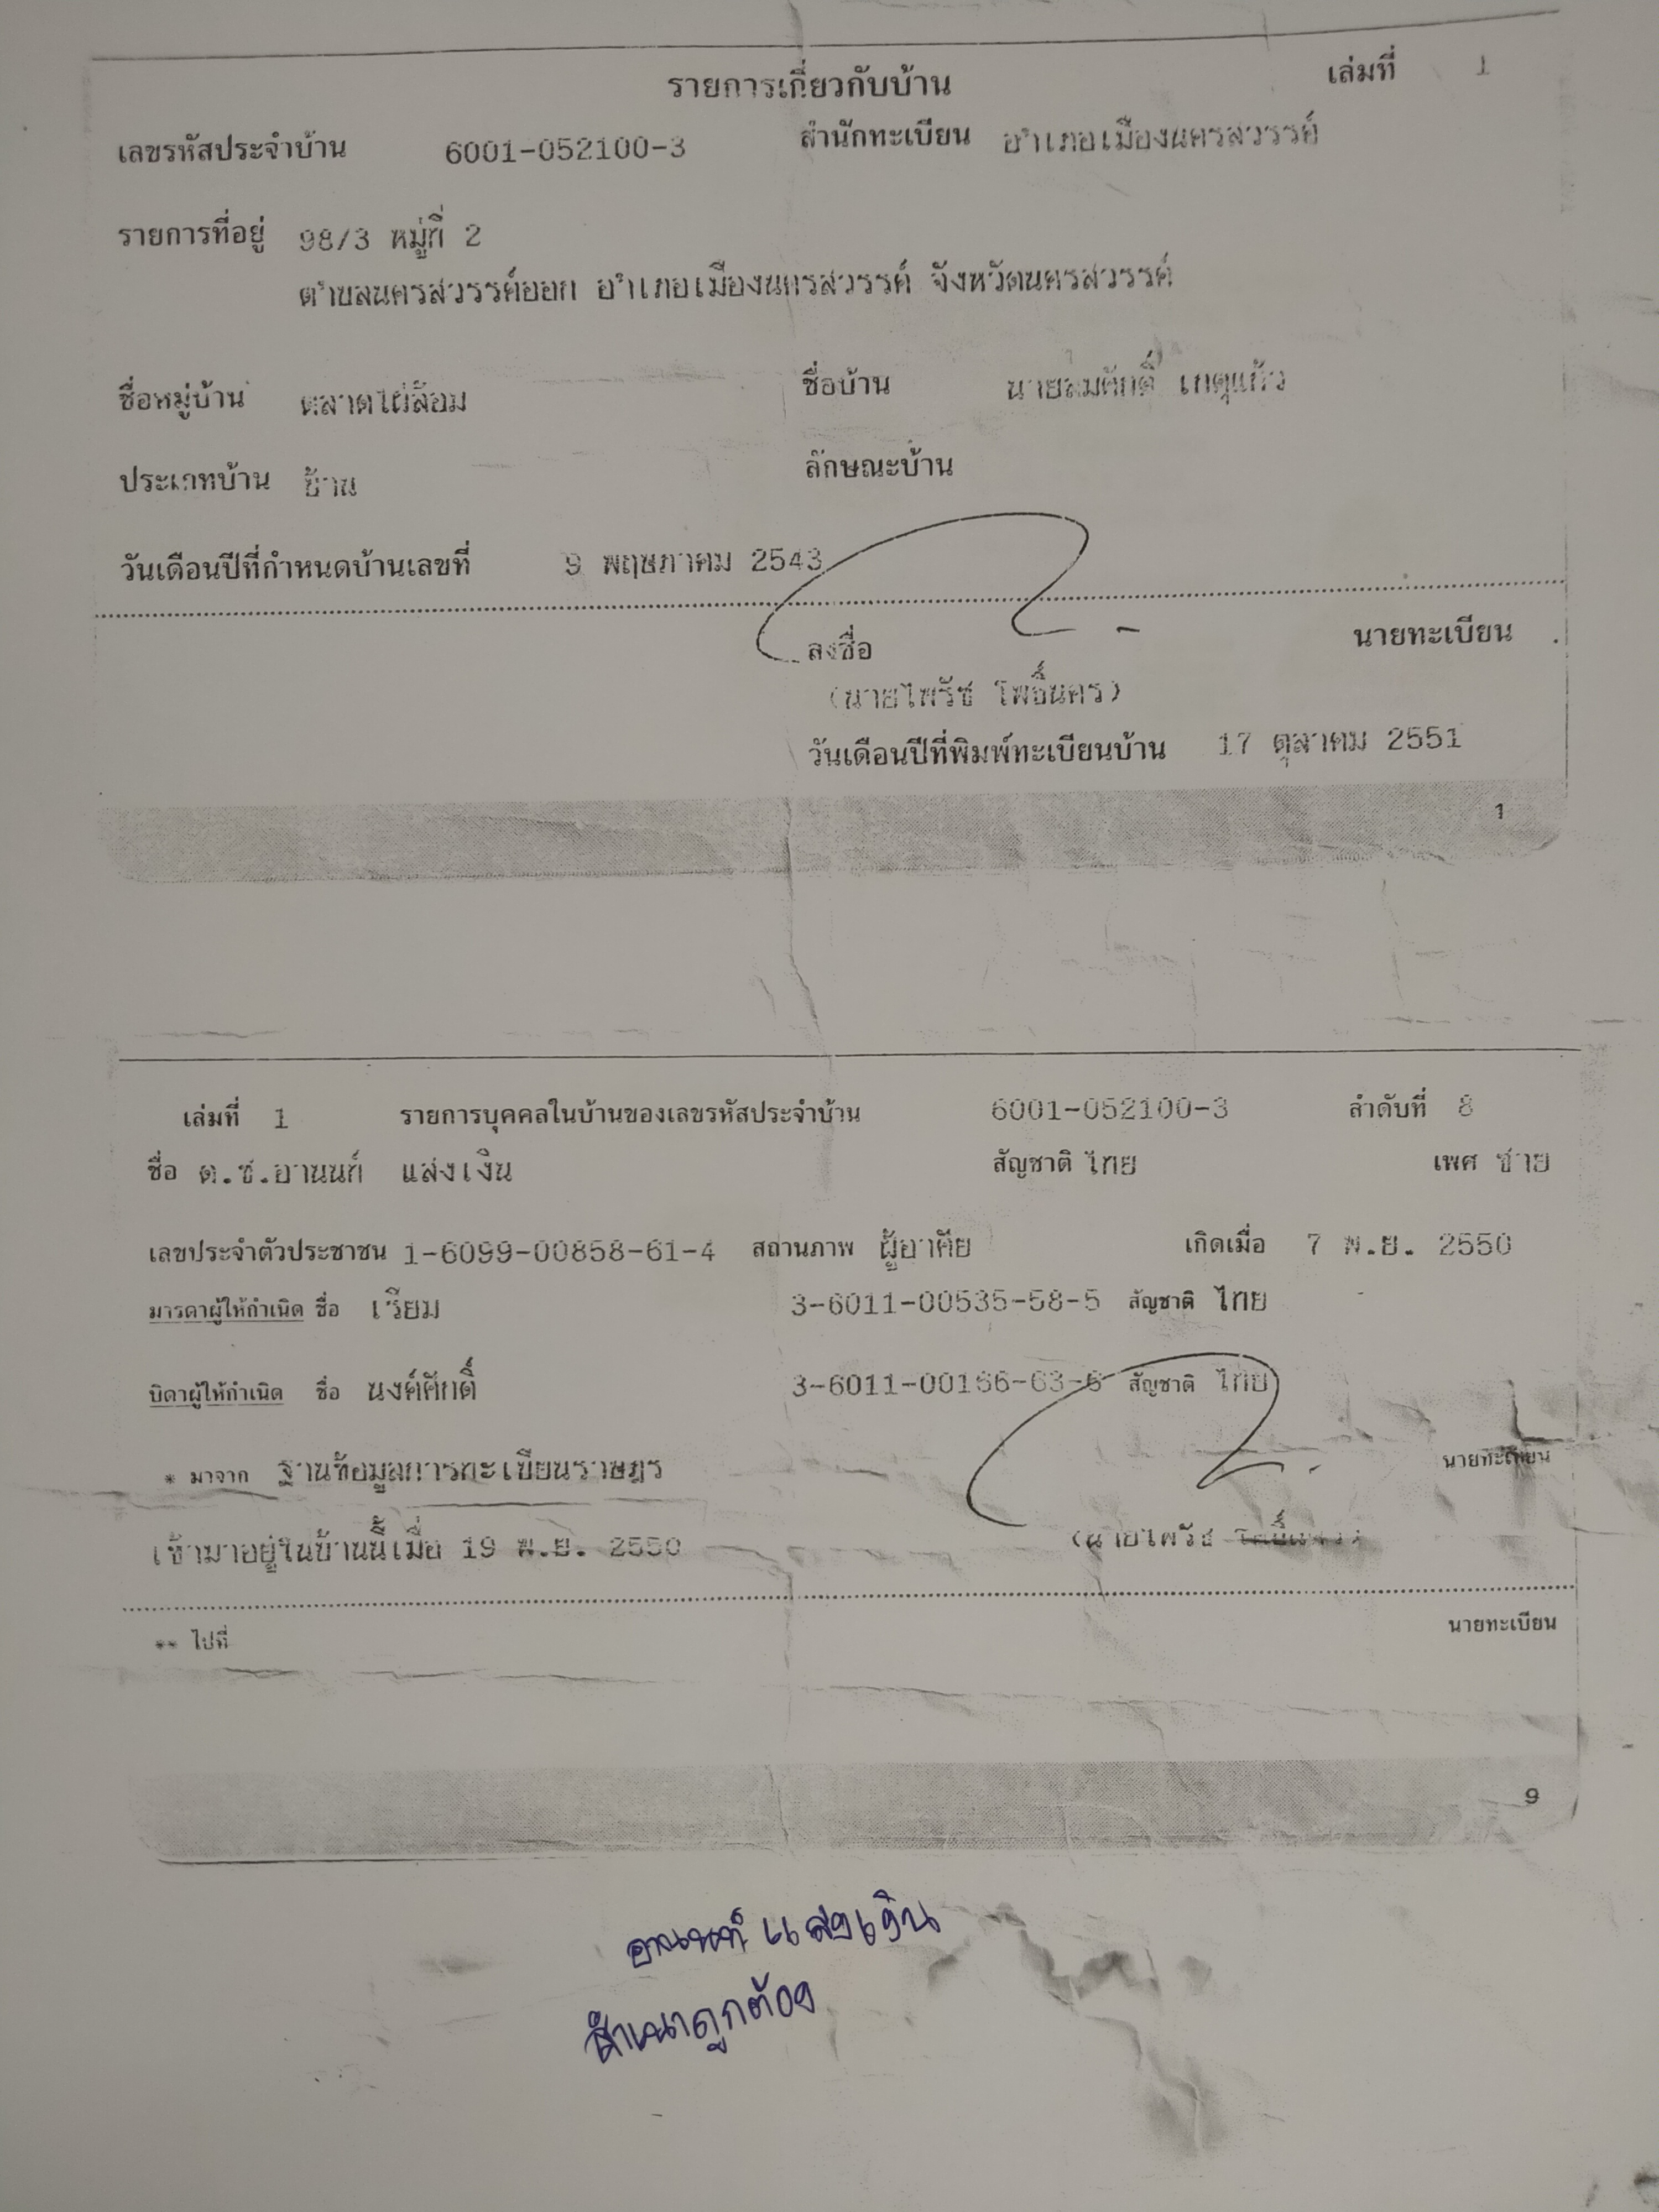 รายการเกี่ยวกับบ้าน เล่มที่ 1
เลขรหัสประจำบ้าน 6001-052100-3 สำนักทะเบียน อำเภอเมืองนครสวรรค์
รายการที่อยู่ 98/3 หมู่ที่ 2
ตำบลนครสวรรค์ออก อำเภอเมืองนครสวรรค์ จังหวัดนครสวรรค์
ชื่อหมู่บ้าน ตลาดไผ่ล้อม ชื่อบ้าน นายสมศักดิ์ เกตุแก้ว
ประเภทบ้าน บ้าน ลักษณะบ้าน
วันเดือนปีที่กำหนดบ้านเลขที่ 9 พฤษภาคม 2543
ลงชื่อ นายทะเบียน
(นายไพรัช โพธิ์นคร)
วันเดือนปีที่พิมพ์ทะเบียนบ้าน 17 ตุลาคม 2551
1
เล่มที่ 1 รายการบุคคลในบ้านของเลขรหัสประจำบ้าน 6001-052100-3 ลำดับที่ 8
ชื่อ ด.ช.อานนท์ แสงเงิน สัญชาติ ไทย เพศ ชาย
เลขประจำตัวประชาชน 1-6099-00858-61-4 สถานภาพ ผู้อาศัย เกิดเมื่อ 7 พ.ย. 2550
มารดาผู้ให้กำเนิด ชื่อ เรียม 3-6011-00535-58-5 สัญชาติ ไทย
บิดาผู้ให้กำเนิด ชื่อ นงค์ศักดิ์ 3-6011-00166-63-6 สัญชาติ ไทย
* มาจาก ฐานข้อมูลการทะเบียนราษฎร นายทะเบียน
เข้ามาอยู่ในบ้านนี้เมื่อ 19 พ.ย. 2550 (นายไพรัช โพธิ์นคร)
** ไปที่ นายทะเบียน
9
อานนท์ แสงเงิน
สำเนาถูกต้อง